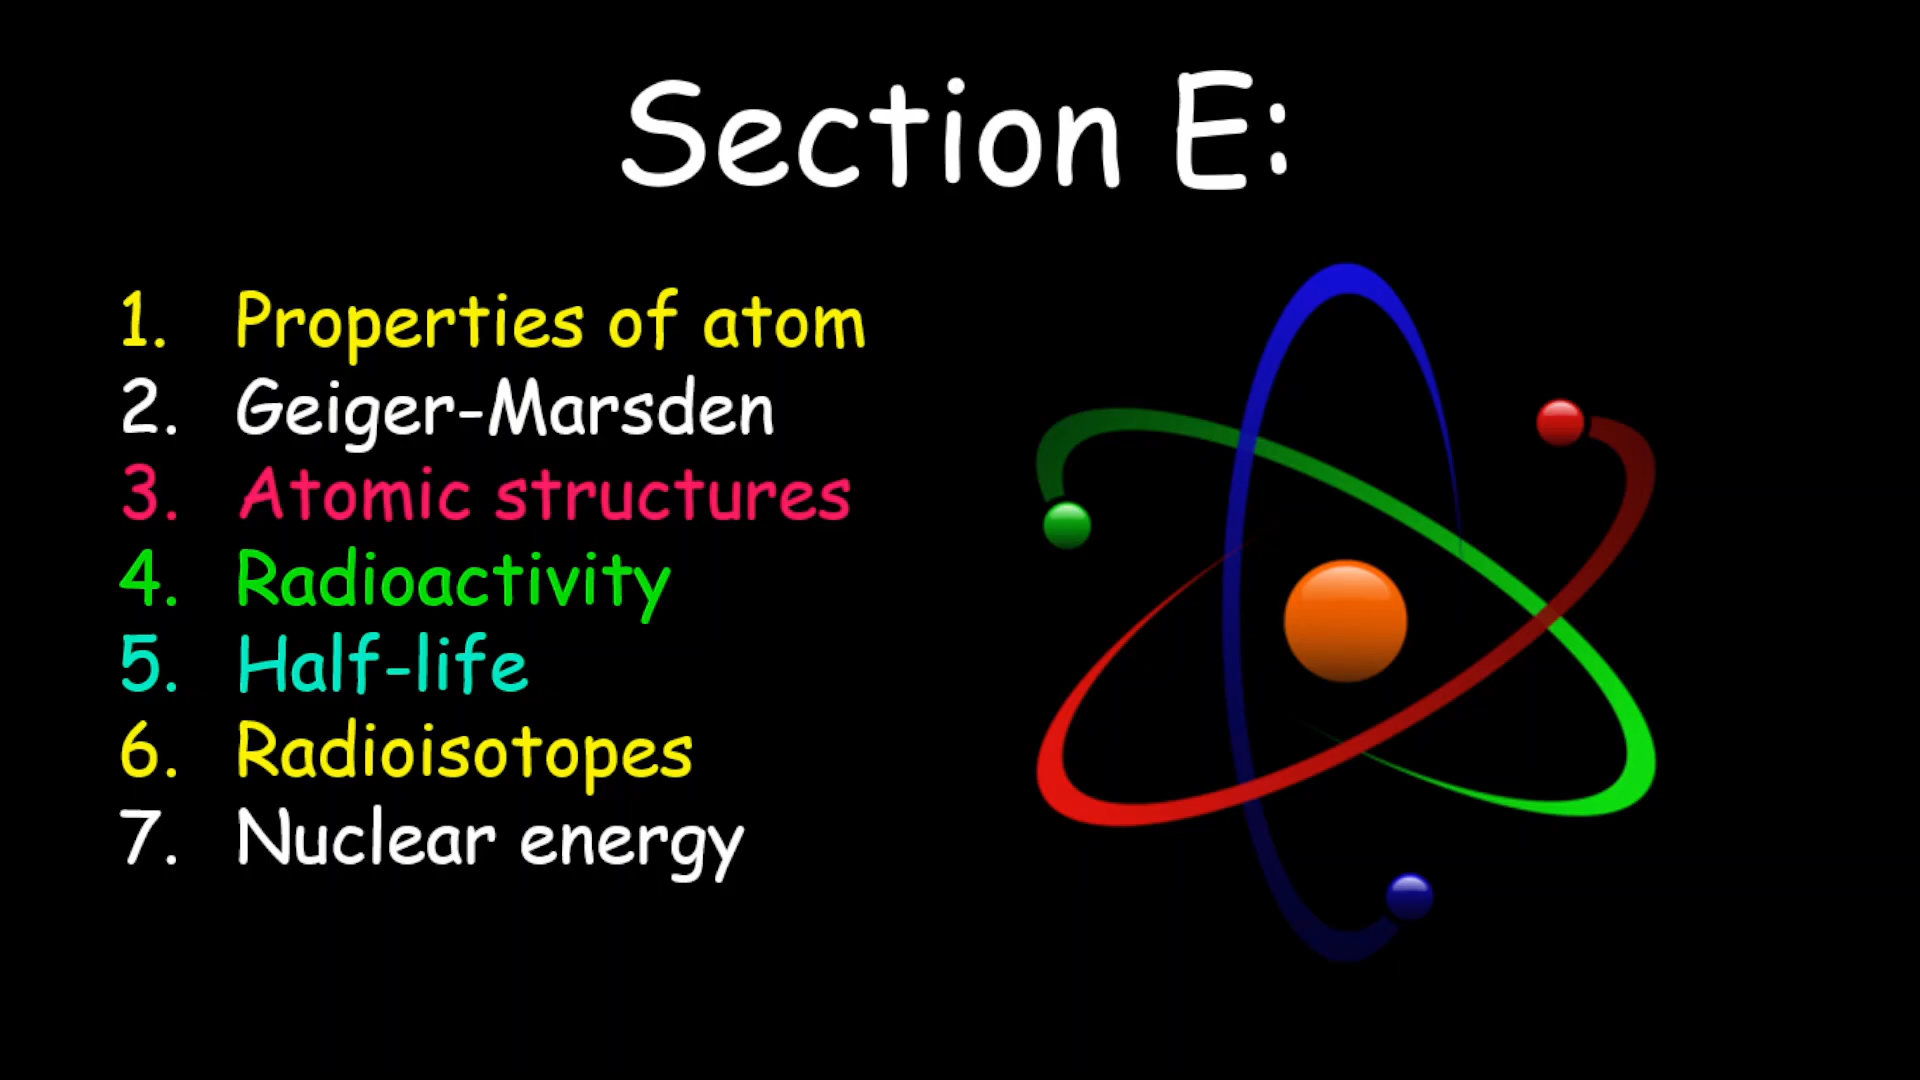 Section E:
1. Properties of atom
2. Geiger-Marsden
3. Atomic structures
4. Radioactivity
5. Half-life
6. Radioisotopes
7. Nuclear energy